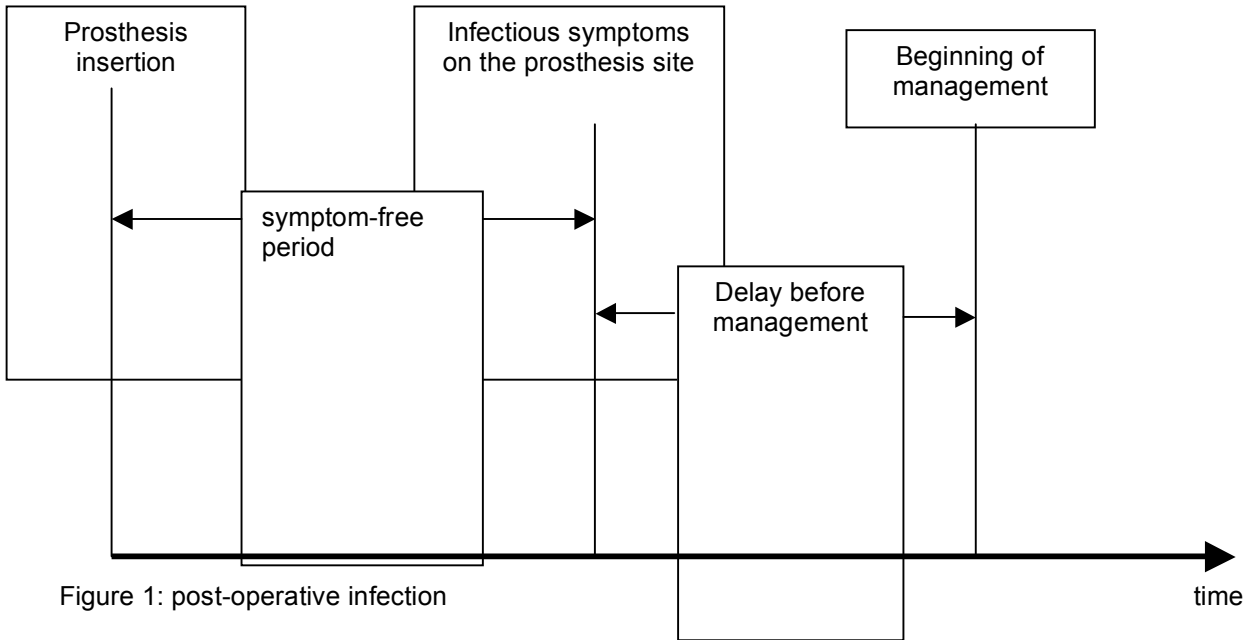 Prosthesis
insertion
Infectious symptoms
on the prosthesis site
Beginning of
management
symptom-free
period
Delay before
management
Figure 1: post-operative infection
time